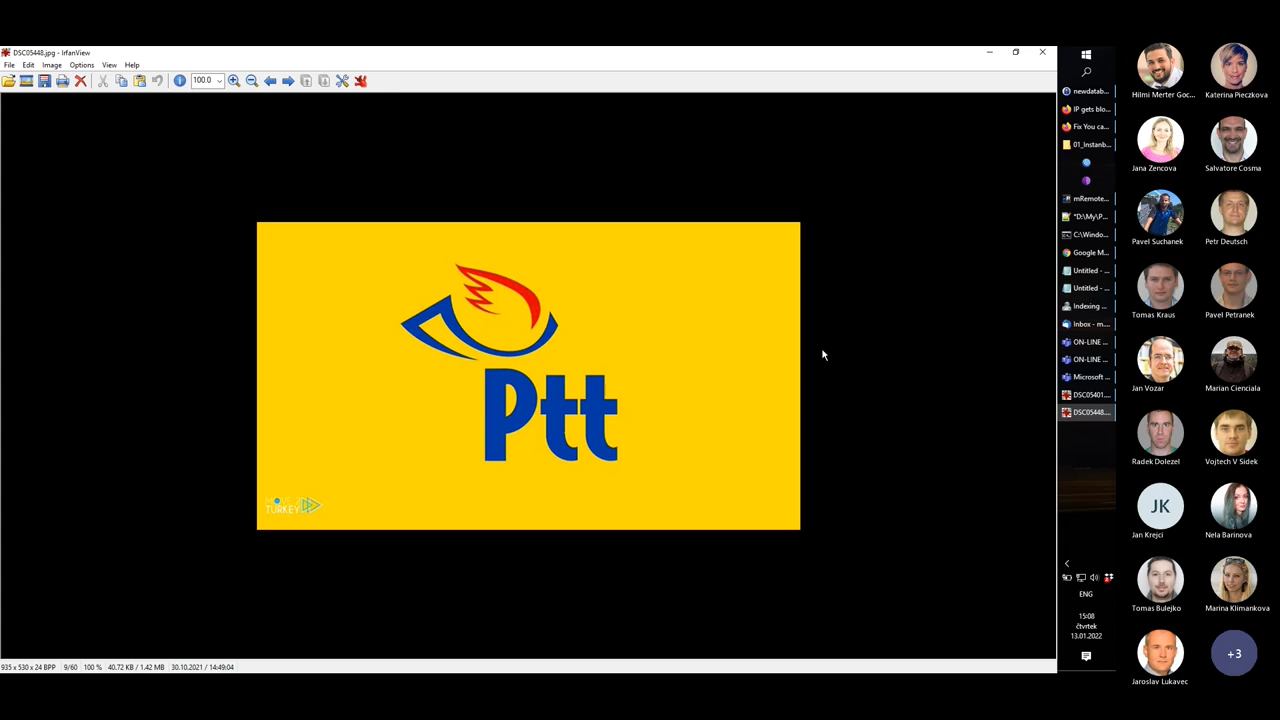 DSC05448.jpg - IrfanView
File Edit Image Options View Help
100.0
Ptt
MOVE 2
TURKEY
935 x 530 x 24 BPP 9/60 100 % 40.72 KB / 1.42 MB 30.10.2021 / 14:49:04
newdatab...
IP gets blo...
Fix You ca...
01_Instanb...
mRemote...
*D:\My\P...
C:\Windo...
Google M...
Untitled - ...
Untitled - ...
Indexing ...
Inbox - m...
ON-LINE ...
ON-LINE ...
Microsoft ...
DSC05401....
DSC05448....
ENG
15:08
čtvrtek
13.01.2022
Hilmi Merter Goc... Katerina Pieczkova
Jana Zencova Salvatore Cosma
Pavel Suchanek Petr Deutsch
Tomas Kraus Pavel Petranek
Jan Vozar Marian Cienciala
Radek Dolezel Vojtech V Sidek
JK
Jan Krejci Nela Barinova
Tomas Bulejko Marina Klimankova
+3
Jaroslav Lukavec